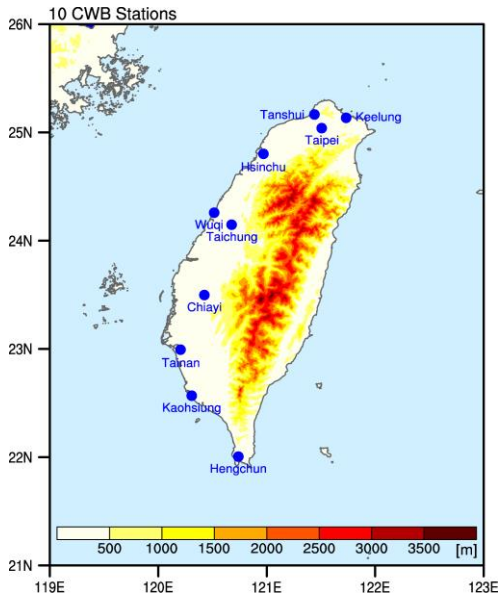 10 CWB Stations
26N
Tanshui
Keelung
25N
Taipei
Hsinchu
Wuqi
Taichung
24N
Chiayi
23N
Tainan
Kaohsiung
22N
Hengchun
500 1000 1500 2000 2500 3000 3500 [m]
21N
119E 120E 121E 122E 123E